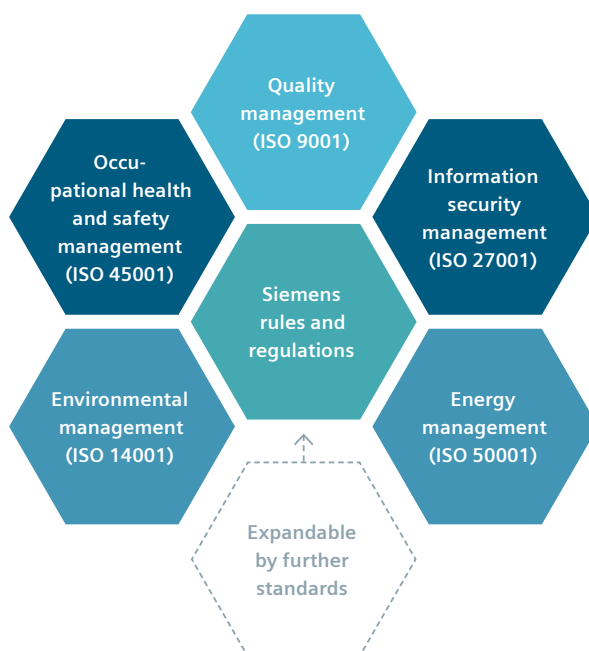 Quality
management
(ISO 9001)
Occu-
pational health
and safety
management
(ISO 45001)
Information
security
management
(ISO 27001)
Siemens
rules and
regulations
Environmental
management
(ISO 14001)
Energy
management
(ISO 50001)
Expandable
by further
standards